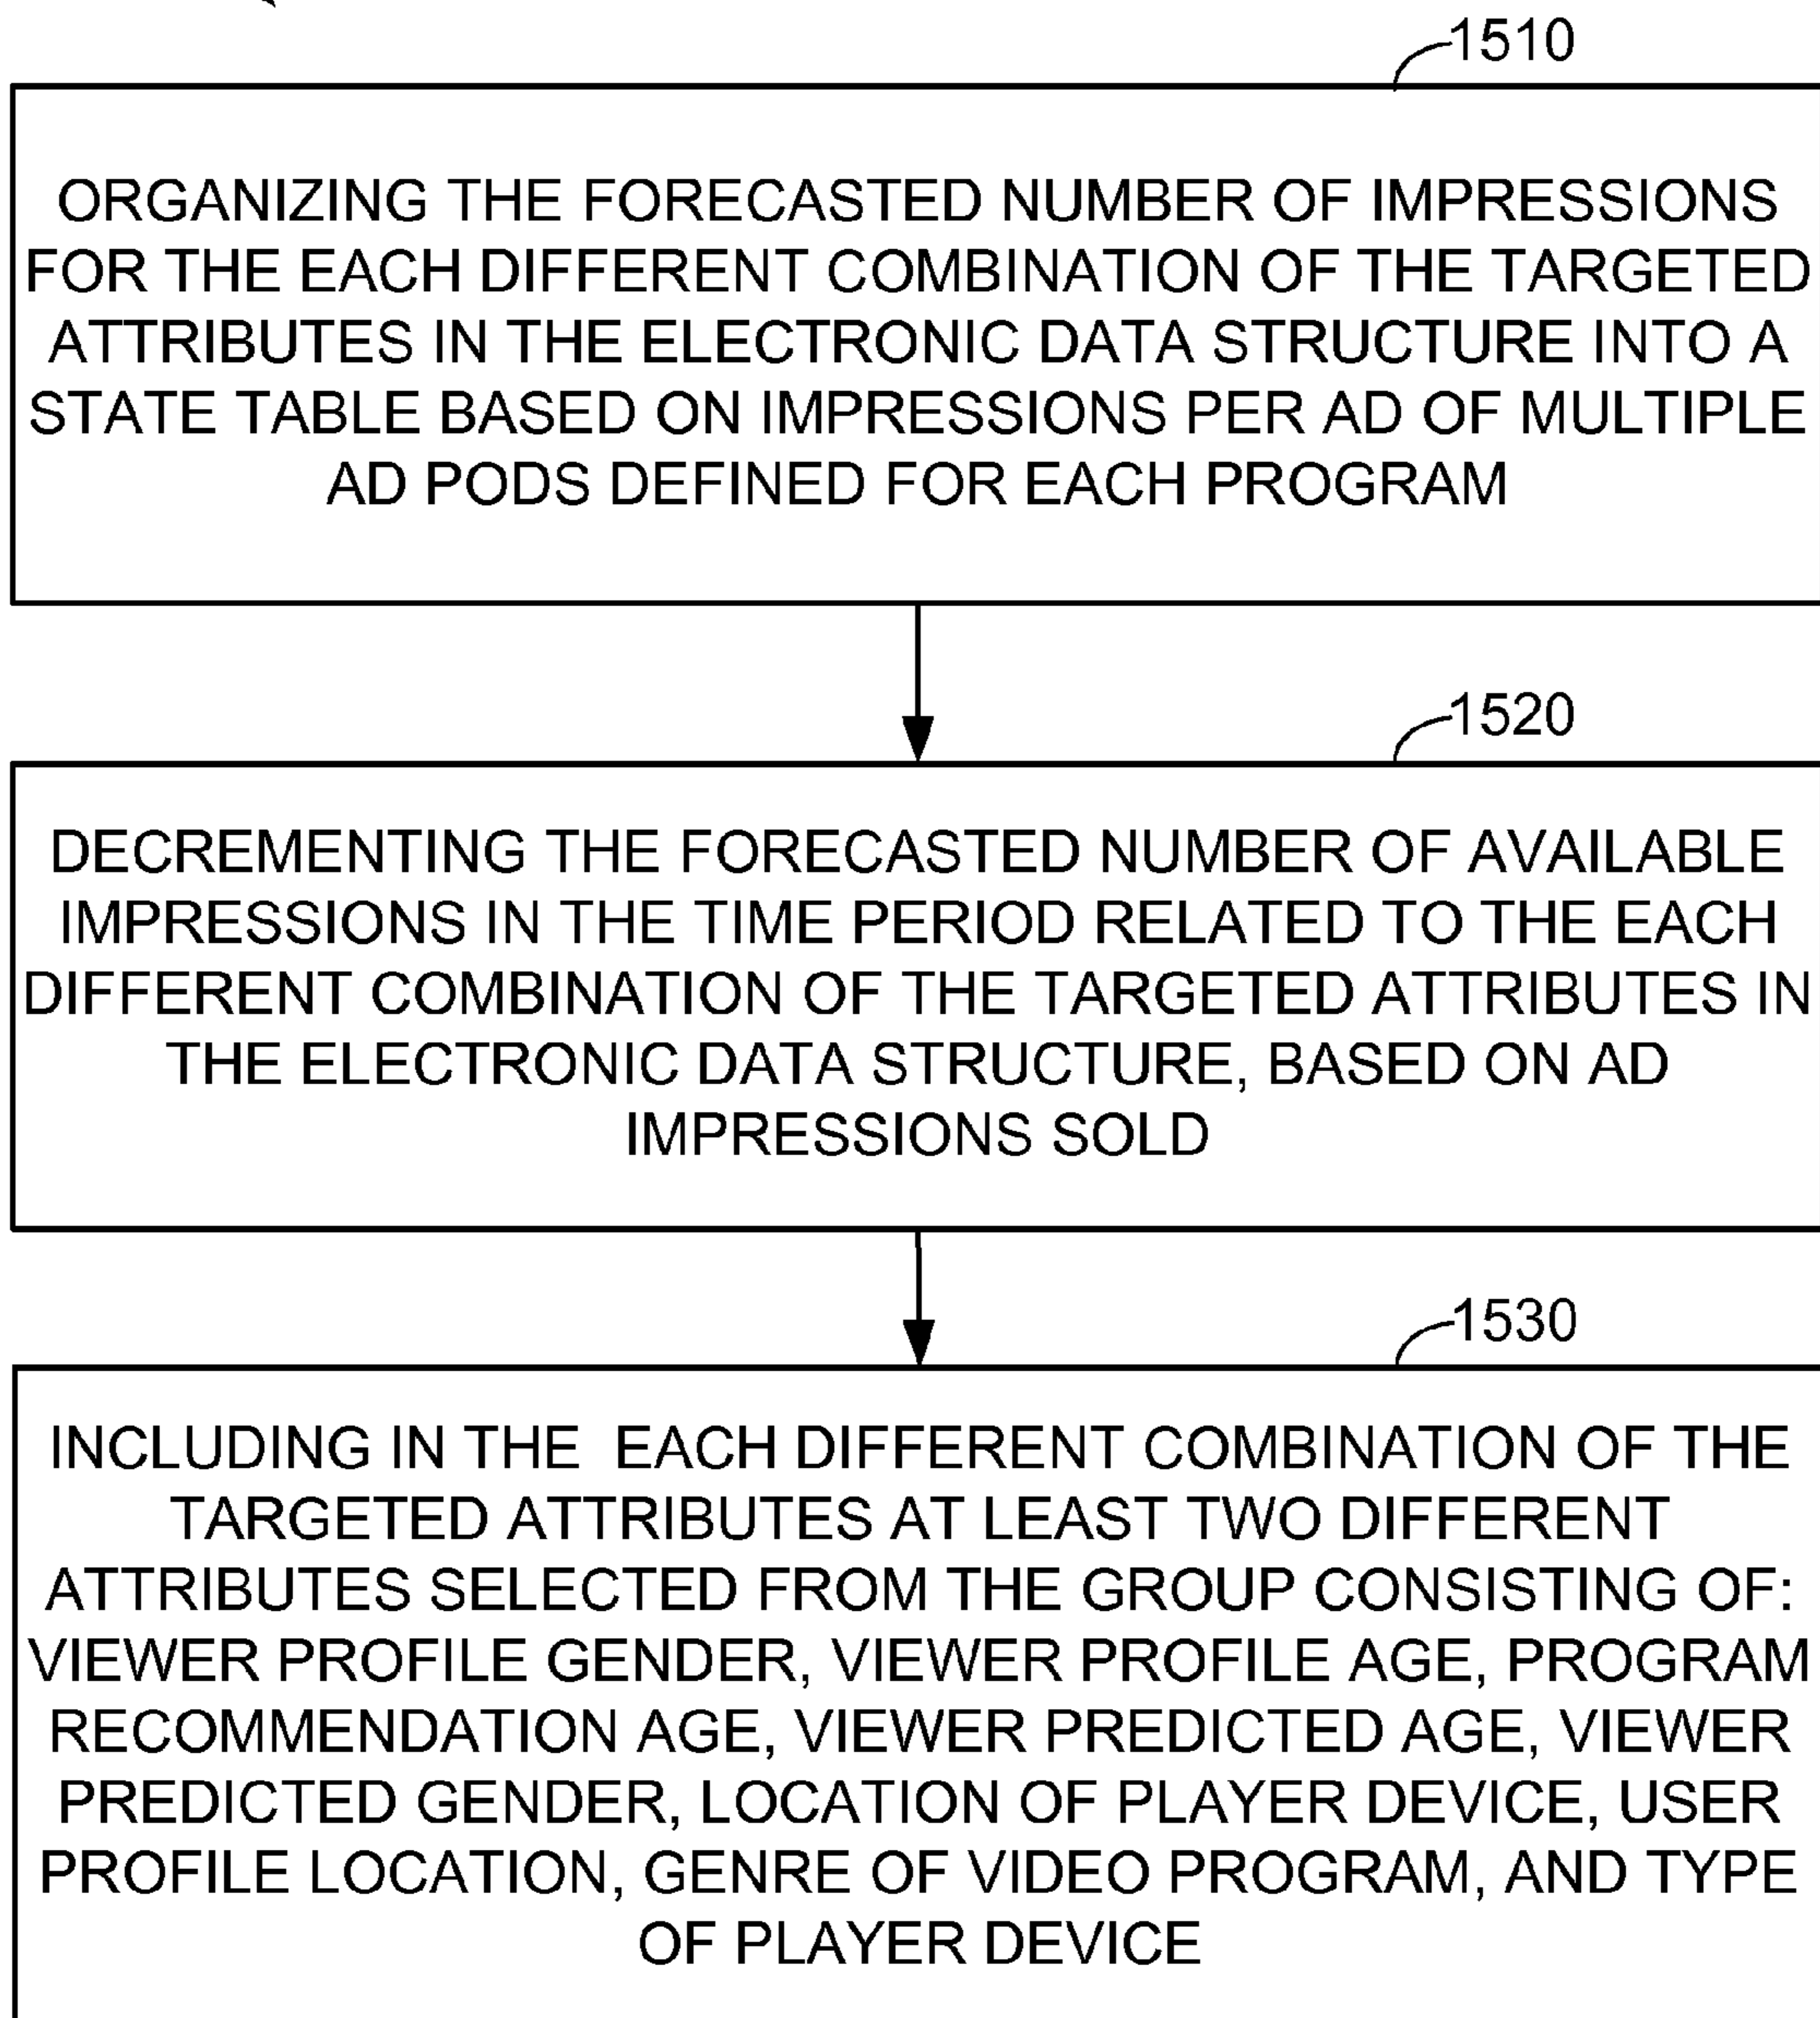 1510
ORGANIZING THE FORECASTED NUMBER OF IMPRESSIONS
FOR THE EACH DIFFERENT COMBINATION OF THE TARGETED
ATTRIBUTES IN THE ELECTRONIC DATA STRUCTURE INTO A
STATE TABLE BASED ON IMPRESSIONS PER AD OF MULTIPLE
AD PODS DEFINED FOR EACH PROGRAM
1520
DECREMENTING THE FORECASTED NUMBER OF AVAILABLE
IMPRESSIONS IN THE TIME PERIOD RELATED TO THE EACH
DIFFERENT COMBINATION OF THE TARGETED ATTRIBUTES IN
THE ELECTRONIC DATA STRUCTURE, BASED ON AD
IMPRESSIONS SOLD
1530
INCLUDING IN THE EACH DIFFERENT COMBINATION OF THE
TARGETED ATTRIBUTES AT LEAST TWO DIFFERENT
ATTRIBUTES SELECTED FROM THE GROUP CONSISTING OF:
VIEWER PROFILE GENDER, VIEWER PROFILE AGE, PROGRAM
RECOMMENDATION AGE, VIEWER PREDICTED AGE, VIEWER
PREDICTED GENDER, LOCATION OF PLAYER DEVICE, USER
PROFILE LOCATION, GENRE OF VIDEO PROGRAM, AND TYPE
OF PLAYER DEVICE